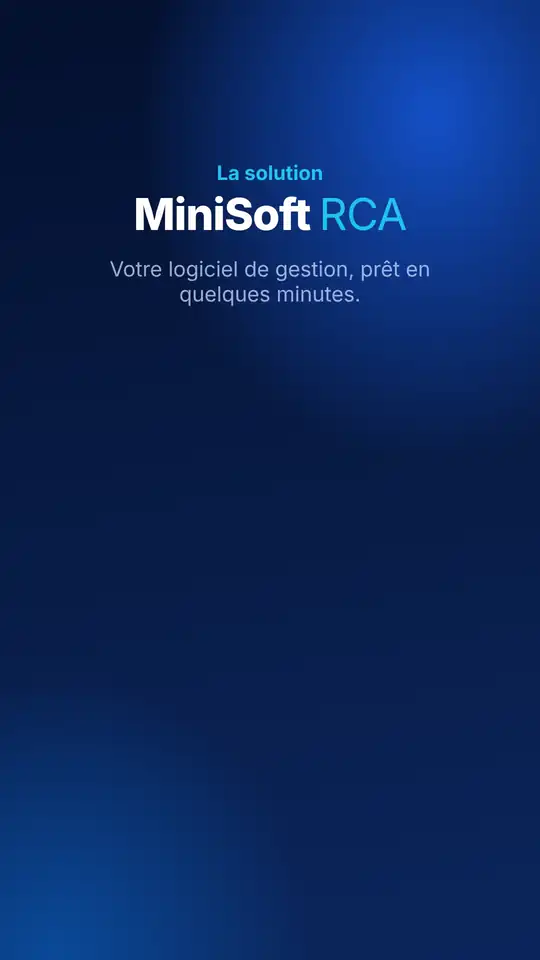 La solution
MiniSoft RCA
Votre logiciel de gestion, prêt en
quelques minutes.